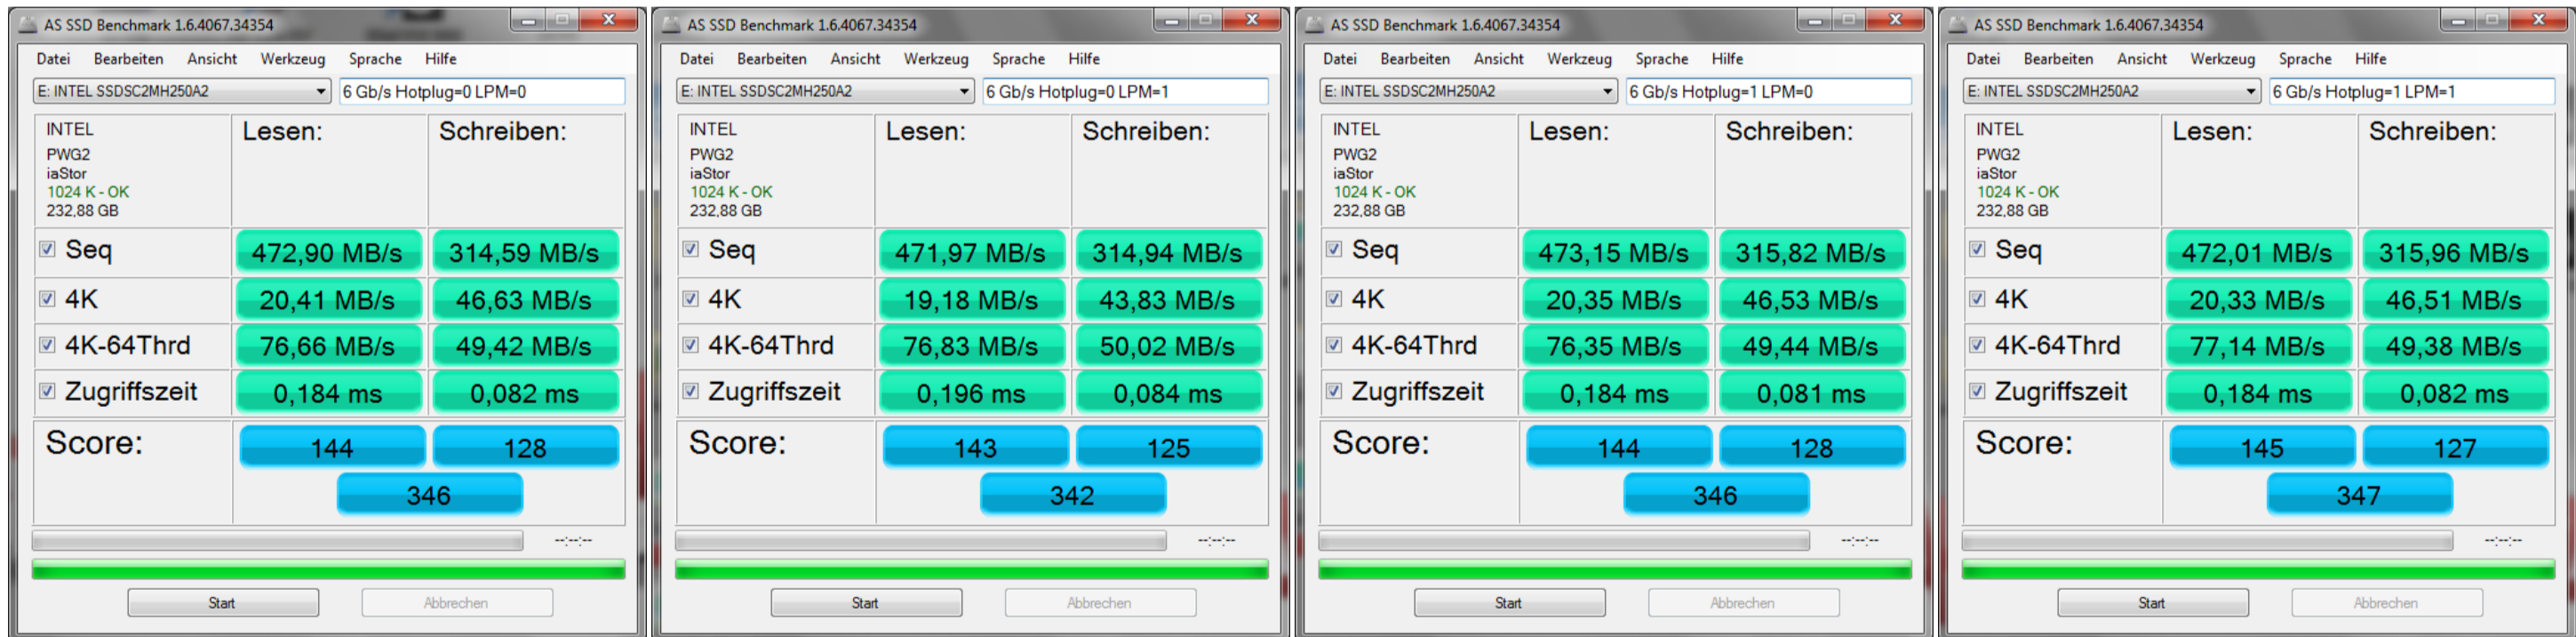 AS SSD Benchmark 1.6.4067.34354
Datei Bearbeiten Ansicht Werkzeug Sprache Hilfe
E: INTEL SSDSC2MH250A2 6 Gb/s Hotplug=0 LPM=0
INTEL
PWG2
iaStor
1024 K - OK
232,88 GB
Lesen: Schreiben:
Seq 472,90 MB/s 314,59 MB/s
4K 20,41 MB/s 46,63 MB/s
4K-64Thrd 76,66 MB/s 49,42 MB/s
Zugriffszeit 0,184 ms 0,082 ms
Score: 144 128
346
--:--:--
Start Abbrechen
AS SSD Benchmark 1.6.4067.34354
Datei Bearbeiten Ansicht Werkzeug Sprache Hilfe
E: INTEL SSDSC2MH250A2 6 Gb/s Hotplug=0 LPM=1
INTEL
PWG2
iaStor
1024 K - OK
232,88 GB
Lesen: Schreiben:
Seq 471,97 MB/s 314,94 MB/s
4K 19,18 MB/s 43,83 MB/s
4K-64Thrd 76,83 MB/s 50,02 MB/s
Zugriffszeit 0,196 ms 0,084 ms
Score: 143 125
342
--:--:--
Start Abbrechen
AS SSD Benchmark 1.6.4067.34354
Datei Bearbeiten Ansicht Werkzeug Sprache Hilfe
E: INTEL SSDSC2MH250A2 6 Gb/s Hotplug=1 LPM=0
INTEL
PWG2
iaStor
1024 K - OK
232,88 GB
Lesen: Schreiben:
Seq 473,15 MB/s 315,82 MB/s
4K 20,35 MB/s 46,53 MB/s
4K-64Thrd 76,35 MB/s 49,44 MB/s
Zugriffszeit 0,184 ms 0,081 ms
Score: 144 128
346
--:--:--
Start Abbrechen
AS SSD Benchmark 1.6.4067.34354
Datei Bearbeiten Ansicht Werkzeug Sprache Hilfe
E: INTEL SSDSC2MH250A2 6 Gb/s Hotplug=1 LPM=1
INTEL
PWG2
iaStor
1024 K - OK
232,88 GB
Lesen: Schreiben:
Seq 472,01 MB/s 315,96 MB/s
4K 20,33 MB/s 46,51 MB/s
4K-64Thrd 77,14 MB/s 49,38 MB/s
Zugriffszeit 0,184 ms 0,082 ms
Score: 145 127
347
--:--:--
Start Abbrechen